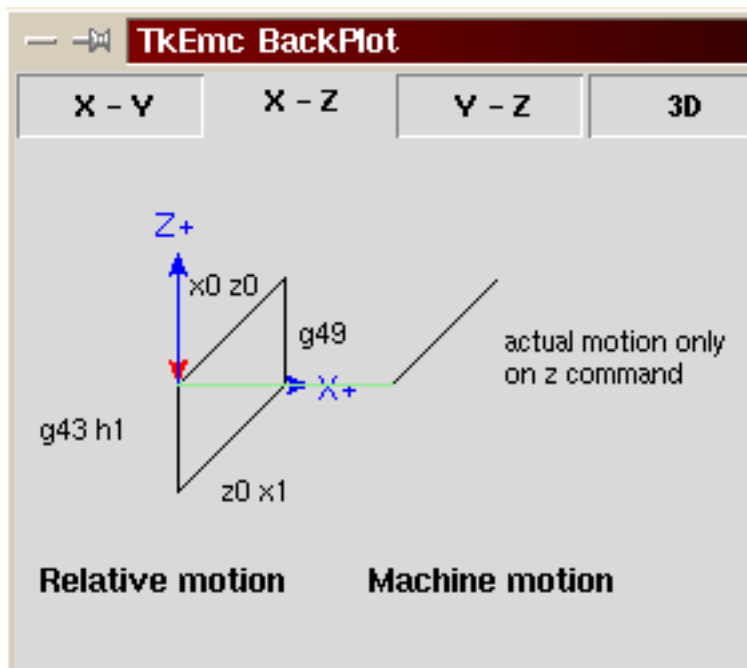 TkEmc BackPlot
X - Y
X - Z
Y - Z
3D
Z+
x0 z0
g49
actual motion only
on z command
X+
g43 h1
z0 x1
Relative motion
Machine motion